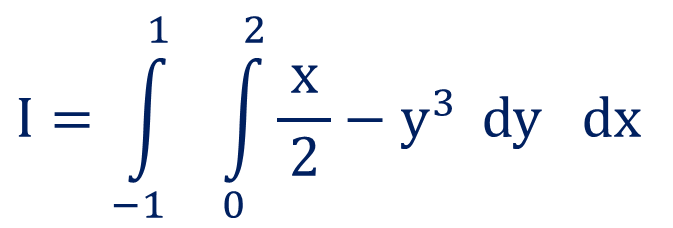 I = ∫_{-1}^{1} ∫_{0}^{2} x/2 − y³ dy dx